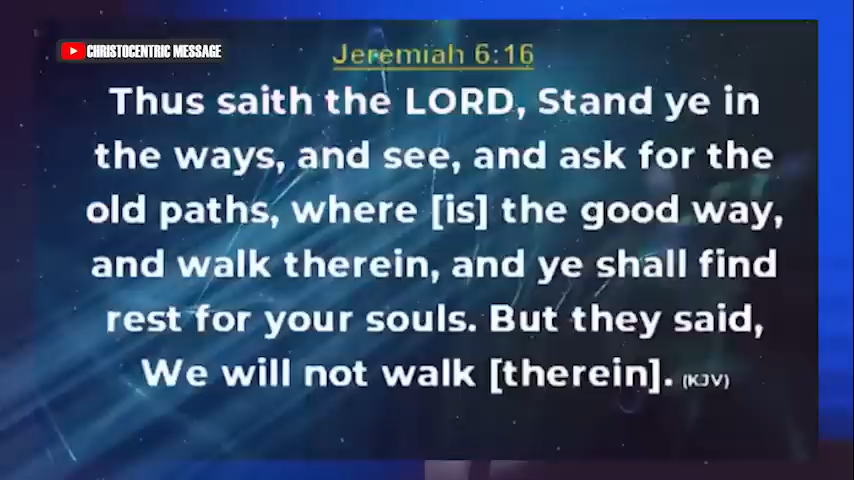 CHRISTOCENTRIC MESSAGE
Jeremiah 6:16
Thus saith the LORD, Stand ye in
the ways, and see, and ask for the
old paths, where [is] the good way,
and walk therein, and ye shall find
rest for your souls. But they said,
We will not walk [therein]. (KJV)